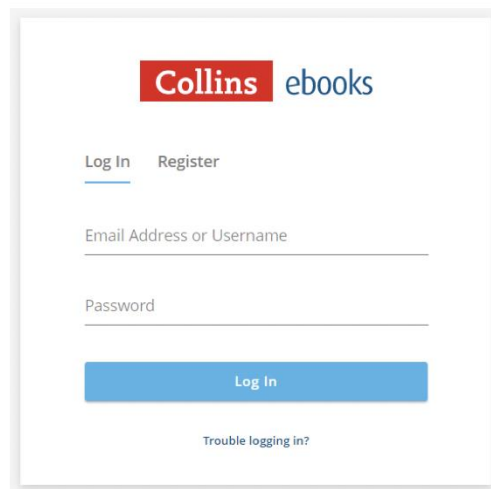 Collins ebooks
Log In Register
Email Address or Username
Password
Log In
Trouble logging in?